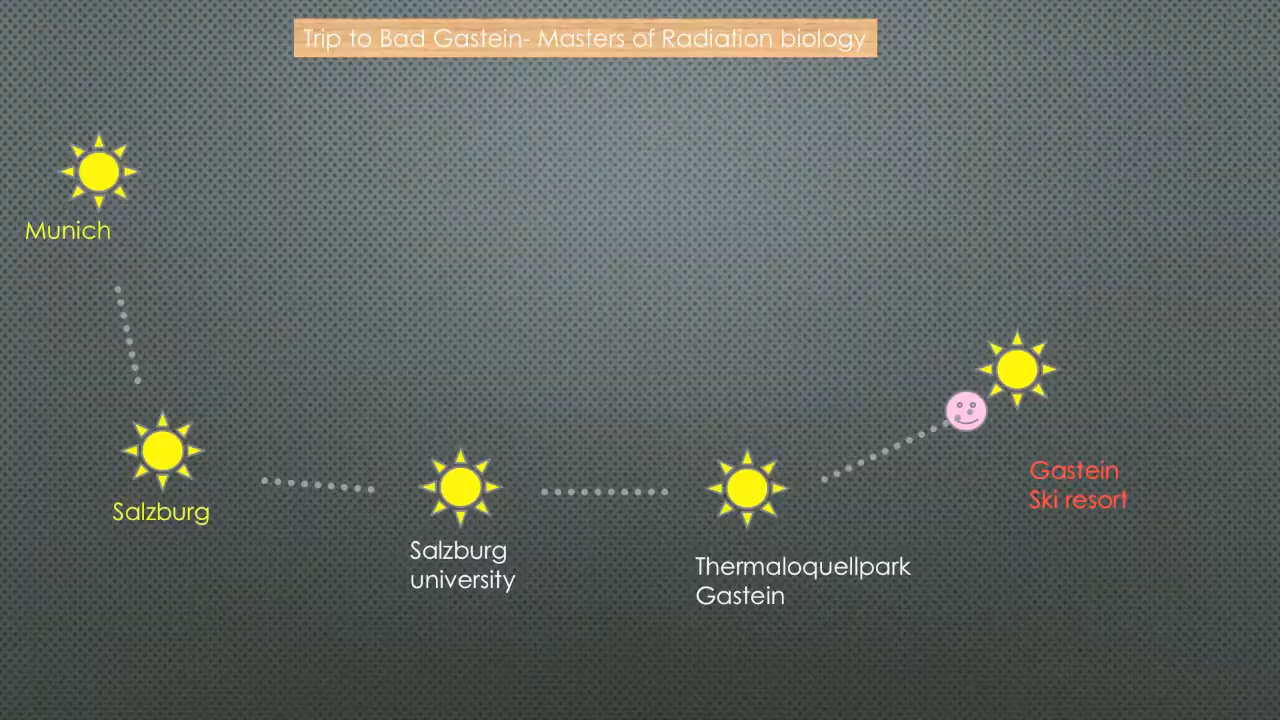 Trip to Bad Gastein- Masters of Radiation biology
Munich
Salzburg
Salzburg
university
Thermaloquellpark
Gastein
Gastein
Ski resort